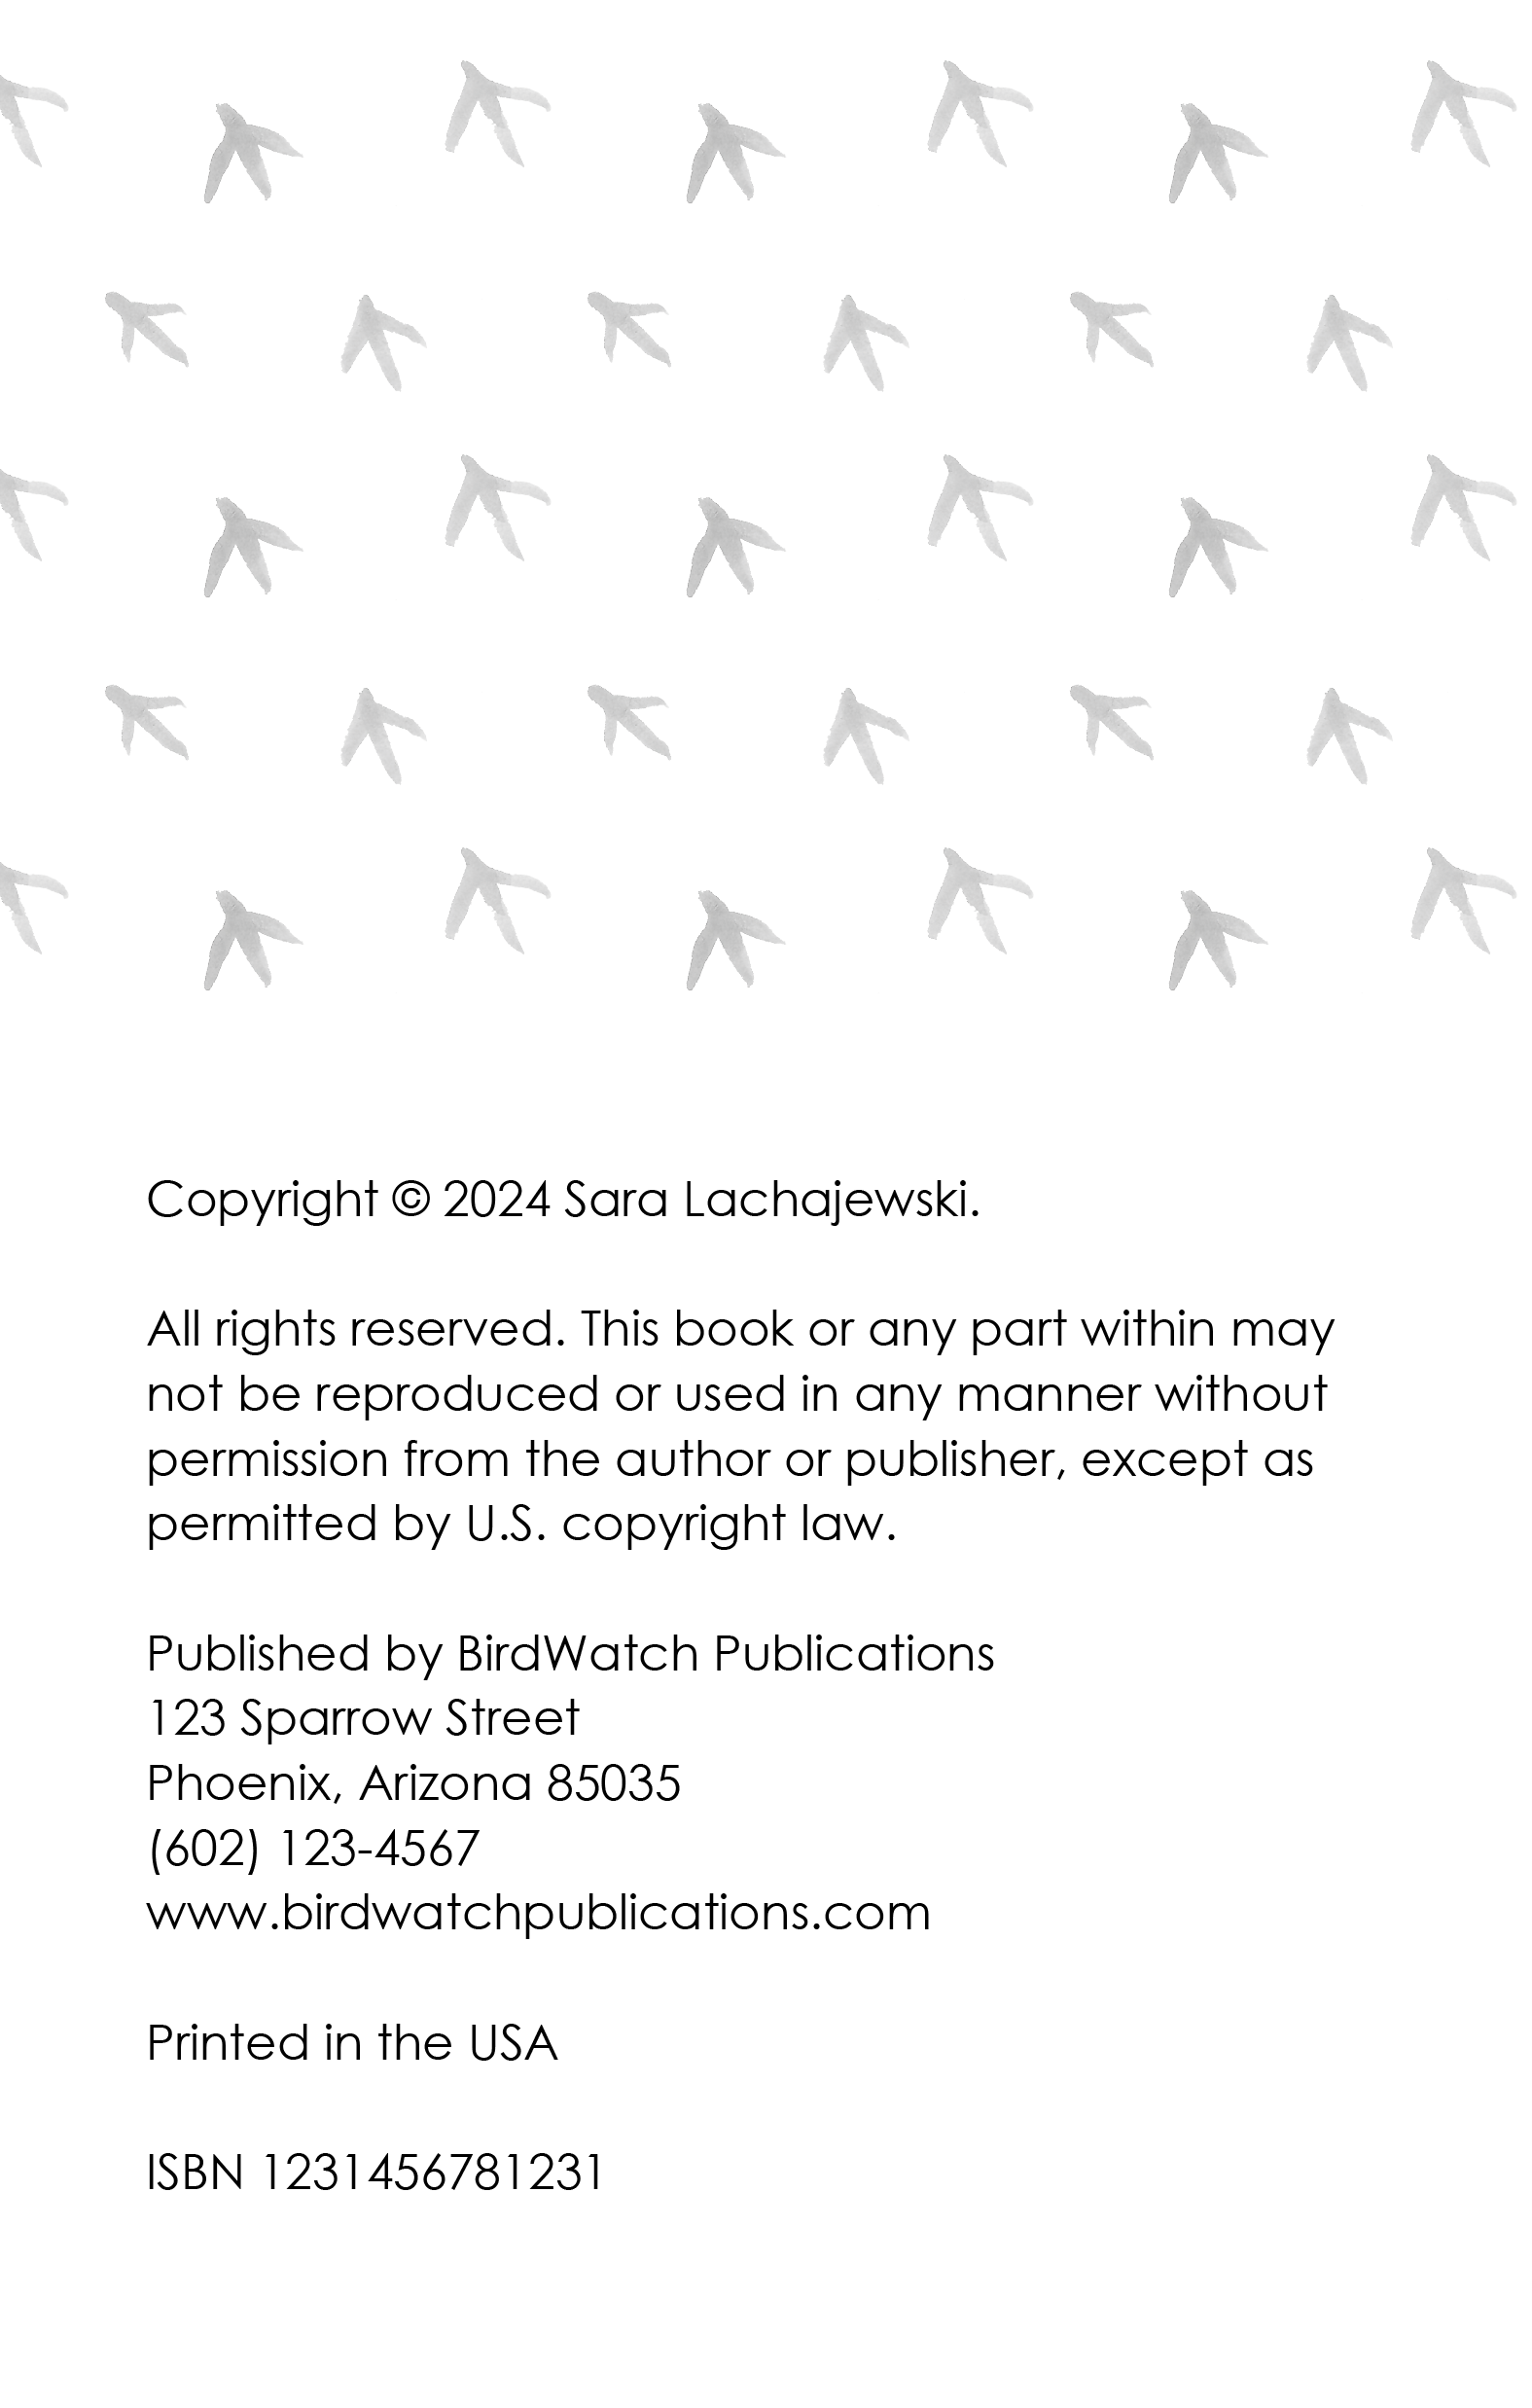 Copyright © 2024 Sara Lachajewski.
All rights reserved. This book or any part within may
not be reproduced or used in any manner without
permission from the author or publisher, except as
permitted by U.S. copyright law.
Published by BirdWatch Publications
123 Sparrow Street
Phoenix, Arizona 85035
(602) 123-4567
www.birdwatchpublications.com
Printed in the USA
ISBN 1231456781231